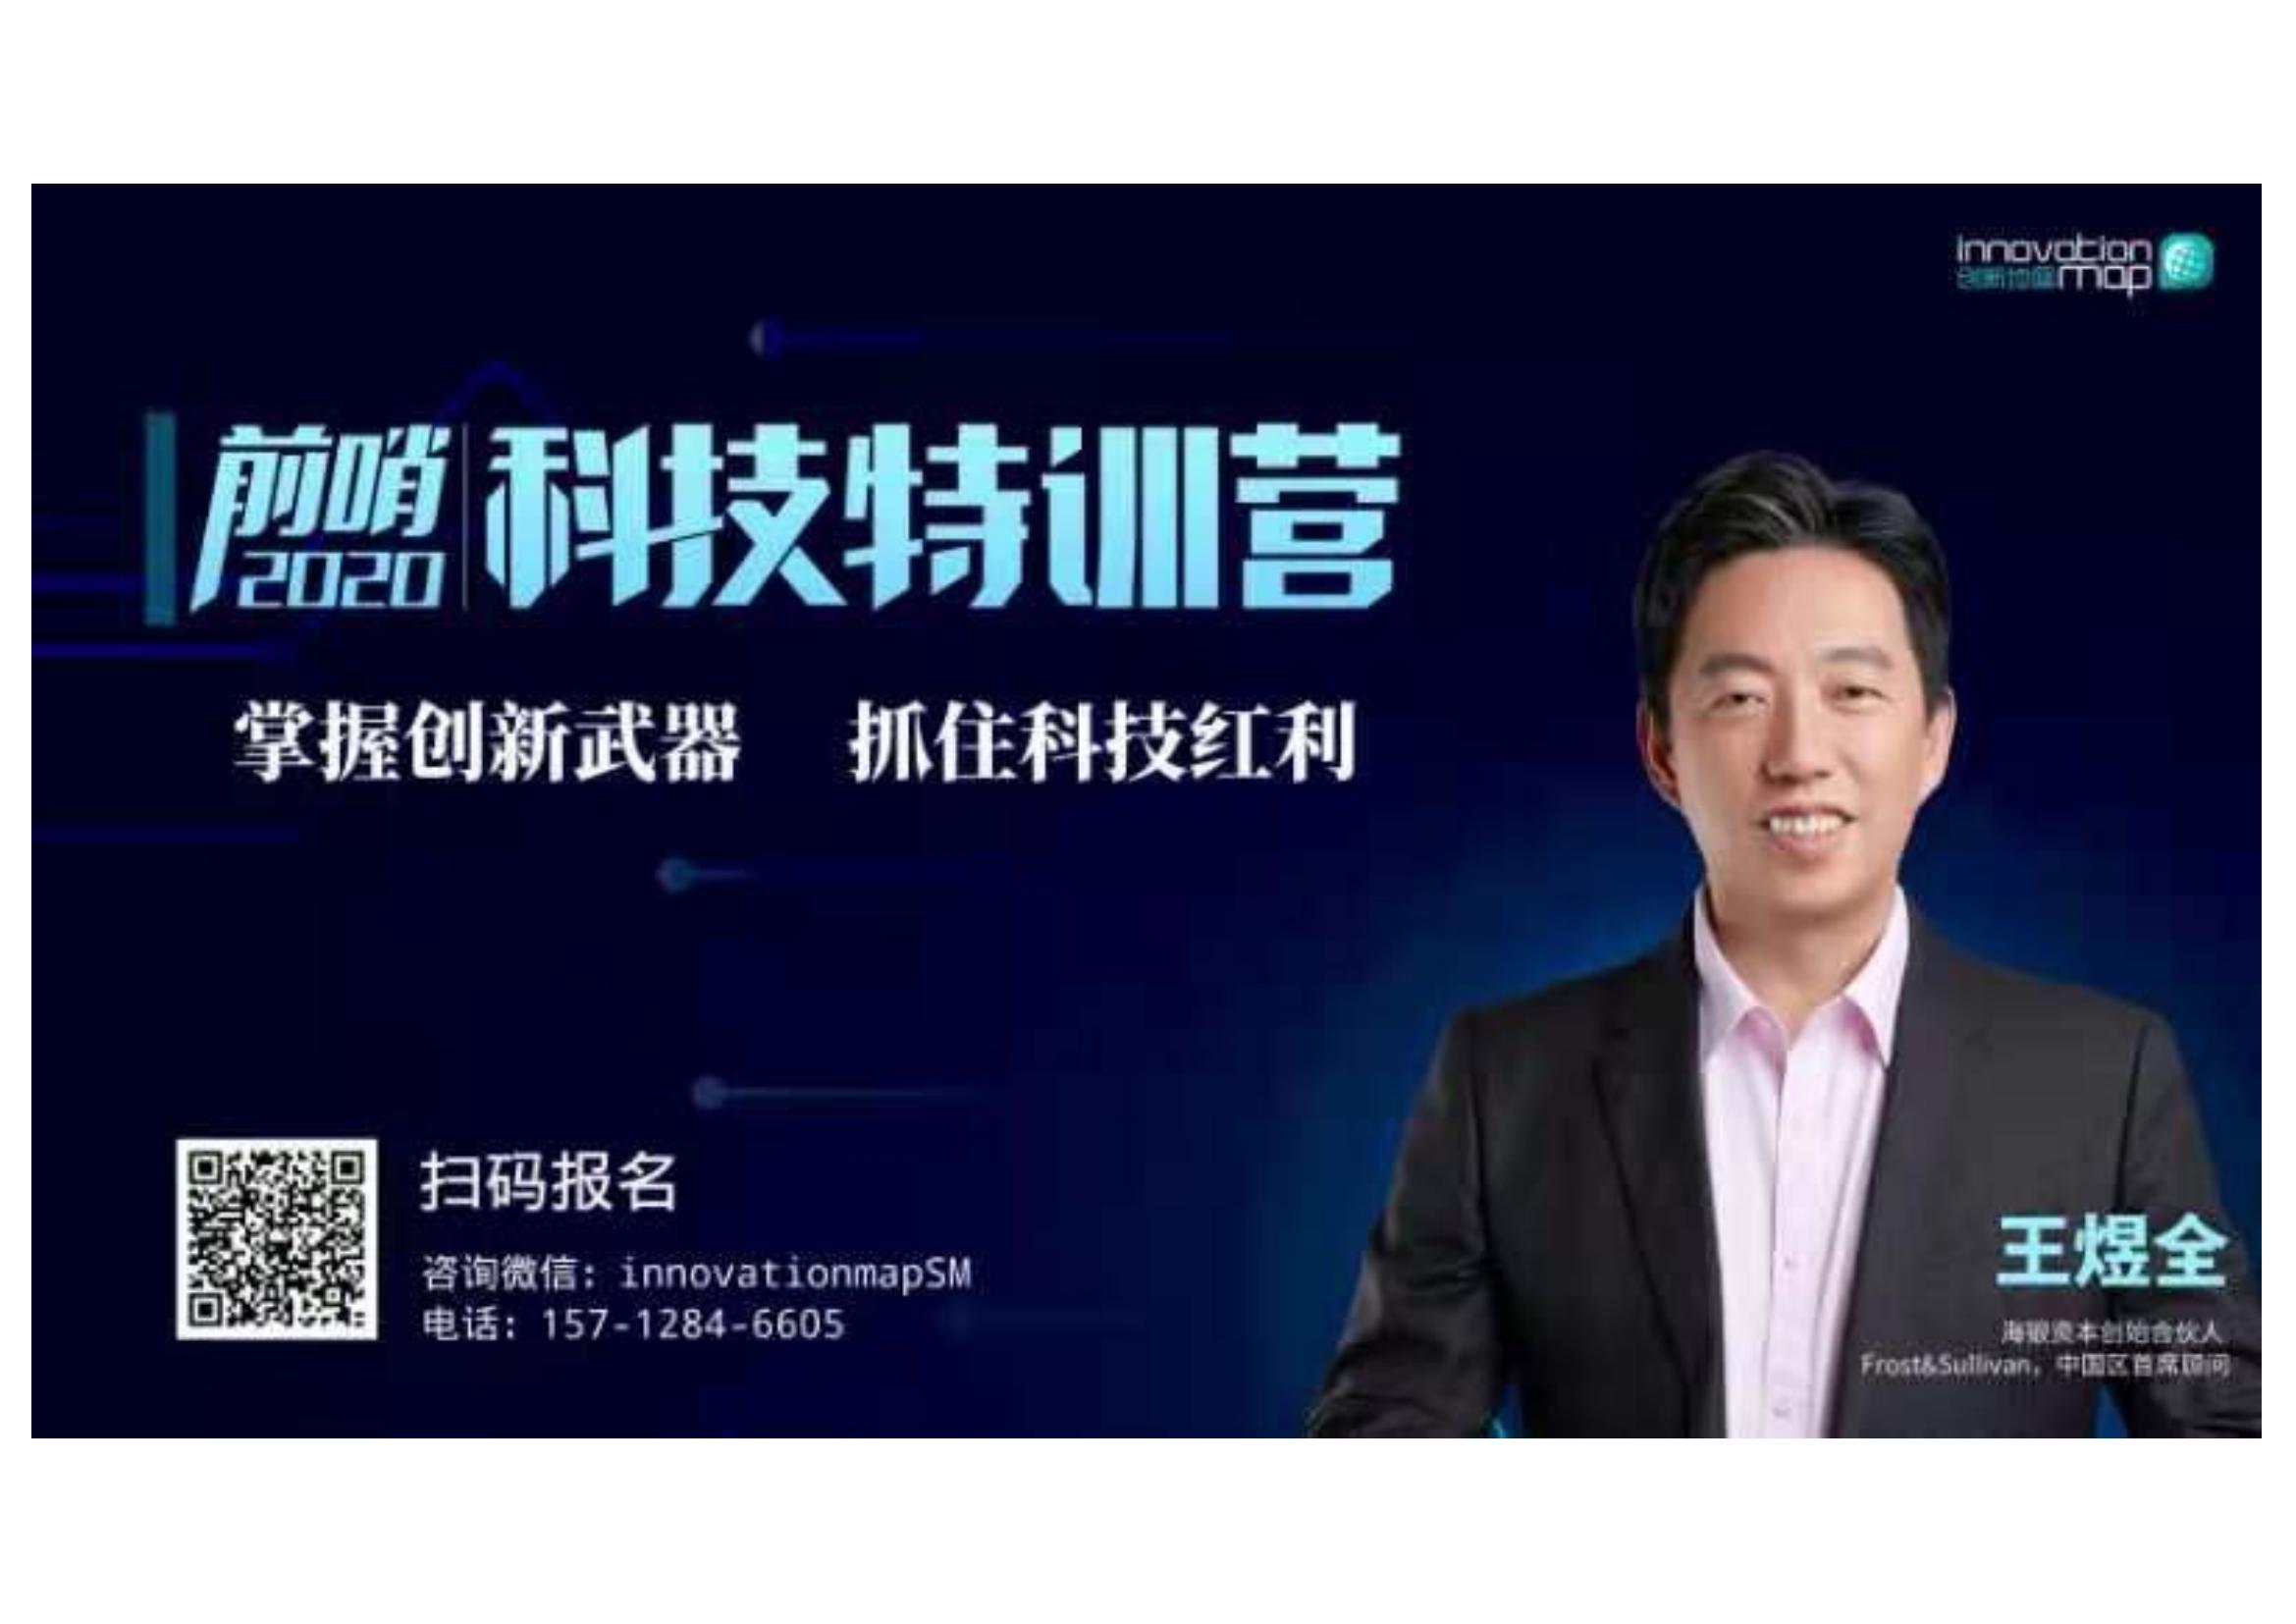 innovation
创新地图map
前哨 科技特训营
2020
掌握创新武器 抓住科技红利
扫码报名
咨询微信：innovationmapSM
电话：157-1284-6605
王煜全
海银资本创始合伙人
Frost&Sullivan，中国区首席顾问